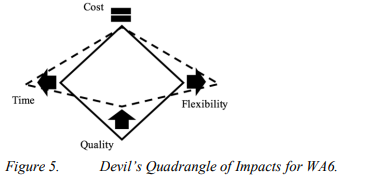 Cost
Time
Flexibility
Quality
Figure 5. Devil's Quadrangle of Impacts for WA6.